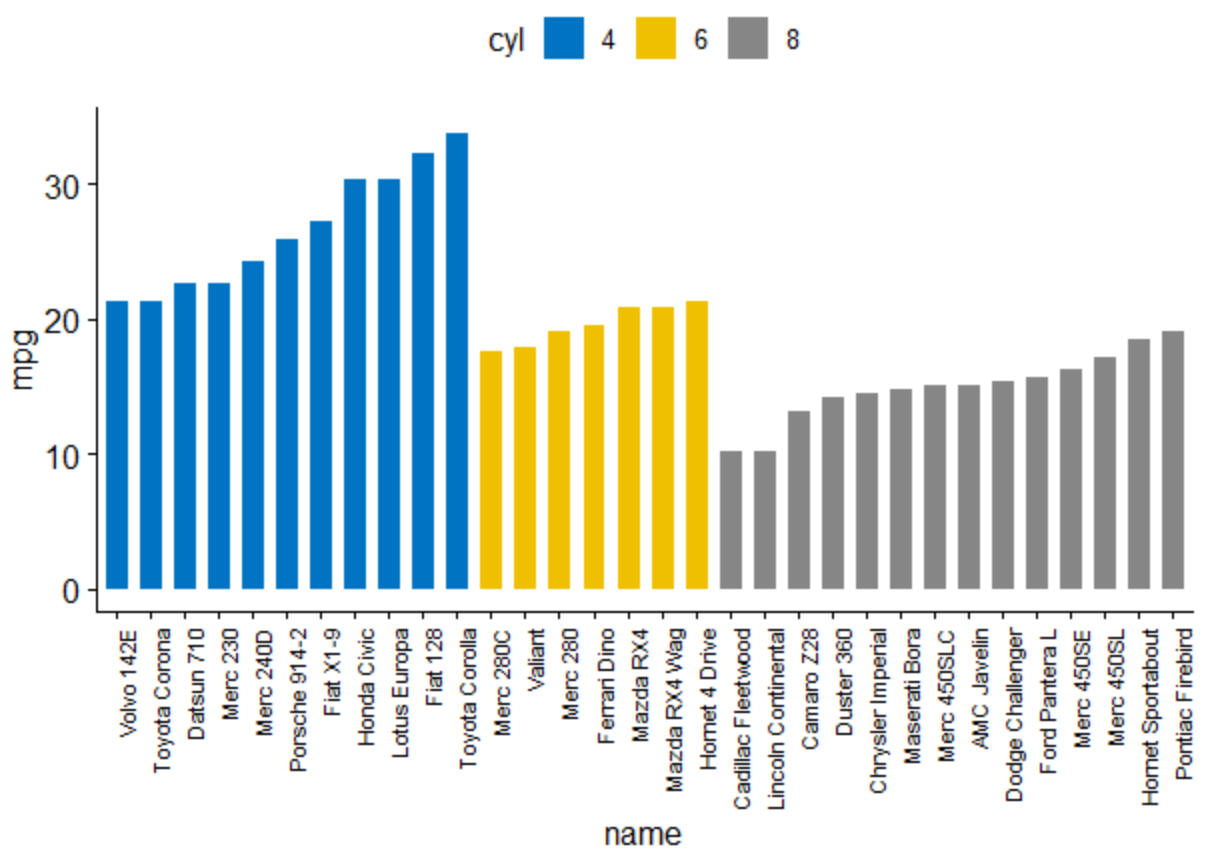 cyl 4 6 8
mpg
30
20
10
0
Volvo 142E
Toyota Corona
Datsun 710
Merc 230
Merc 240D
Porsche 914-2
Fiat X1-9
Honda Civic
Lotus Europa
Fiat 128
Toyota Corolla
Merc 280C
Valiant
Merc 280
Ferrari Dino
Mazda RX4
Mazda RX4 Wag
Hornet 4 Drive
Cadillac Fleetwood
Lincoln Continental
Camaro Z28
Duster 360
Chrysler Imperial
Maserati Bora
Merc 450SLC
AMC Javelin
Dodge Challenger
Ford Pantera L
Merc 450SE
Merc 450SL
Hornet Sportabout
Pontiac Firebird
name